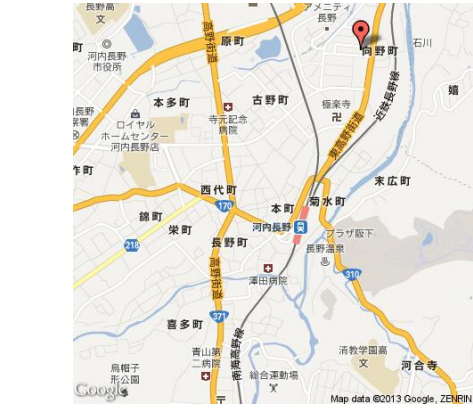 長野高
文
アメニティ
長野
原町
向野町
石川
河内長野
市役所
高野街道
本多町
古野町
極楽寺
卍
近鉄長野線
嬉
ロイヤル
ホームセンター
河内長野店
寺元記念
病院
東高野街道
末広町
西代町
170
本町
菊水町
錦町
栄町
218
長野町
河内長野
プラザ阪下
長野温泉
310
高野街道
澤田病院
371
喜多町
南海高野線
青山第
二病院
清教学園高
文
河合寺
烏帽子
形公園
総合運動場
Google
Map data ©2013 Google, ZENRIN